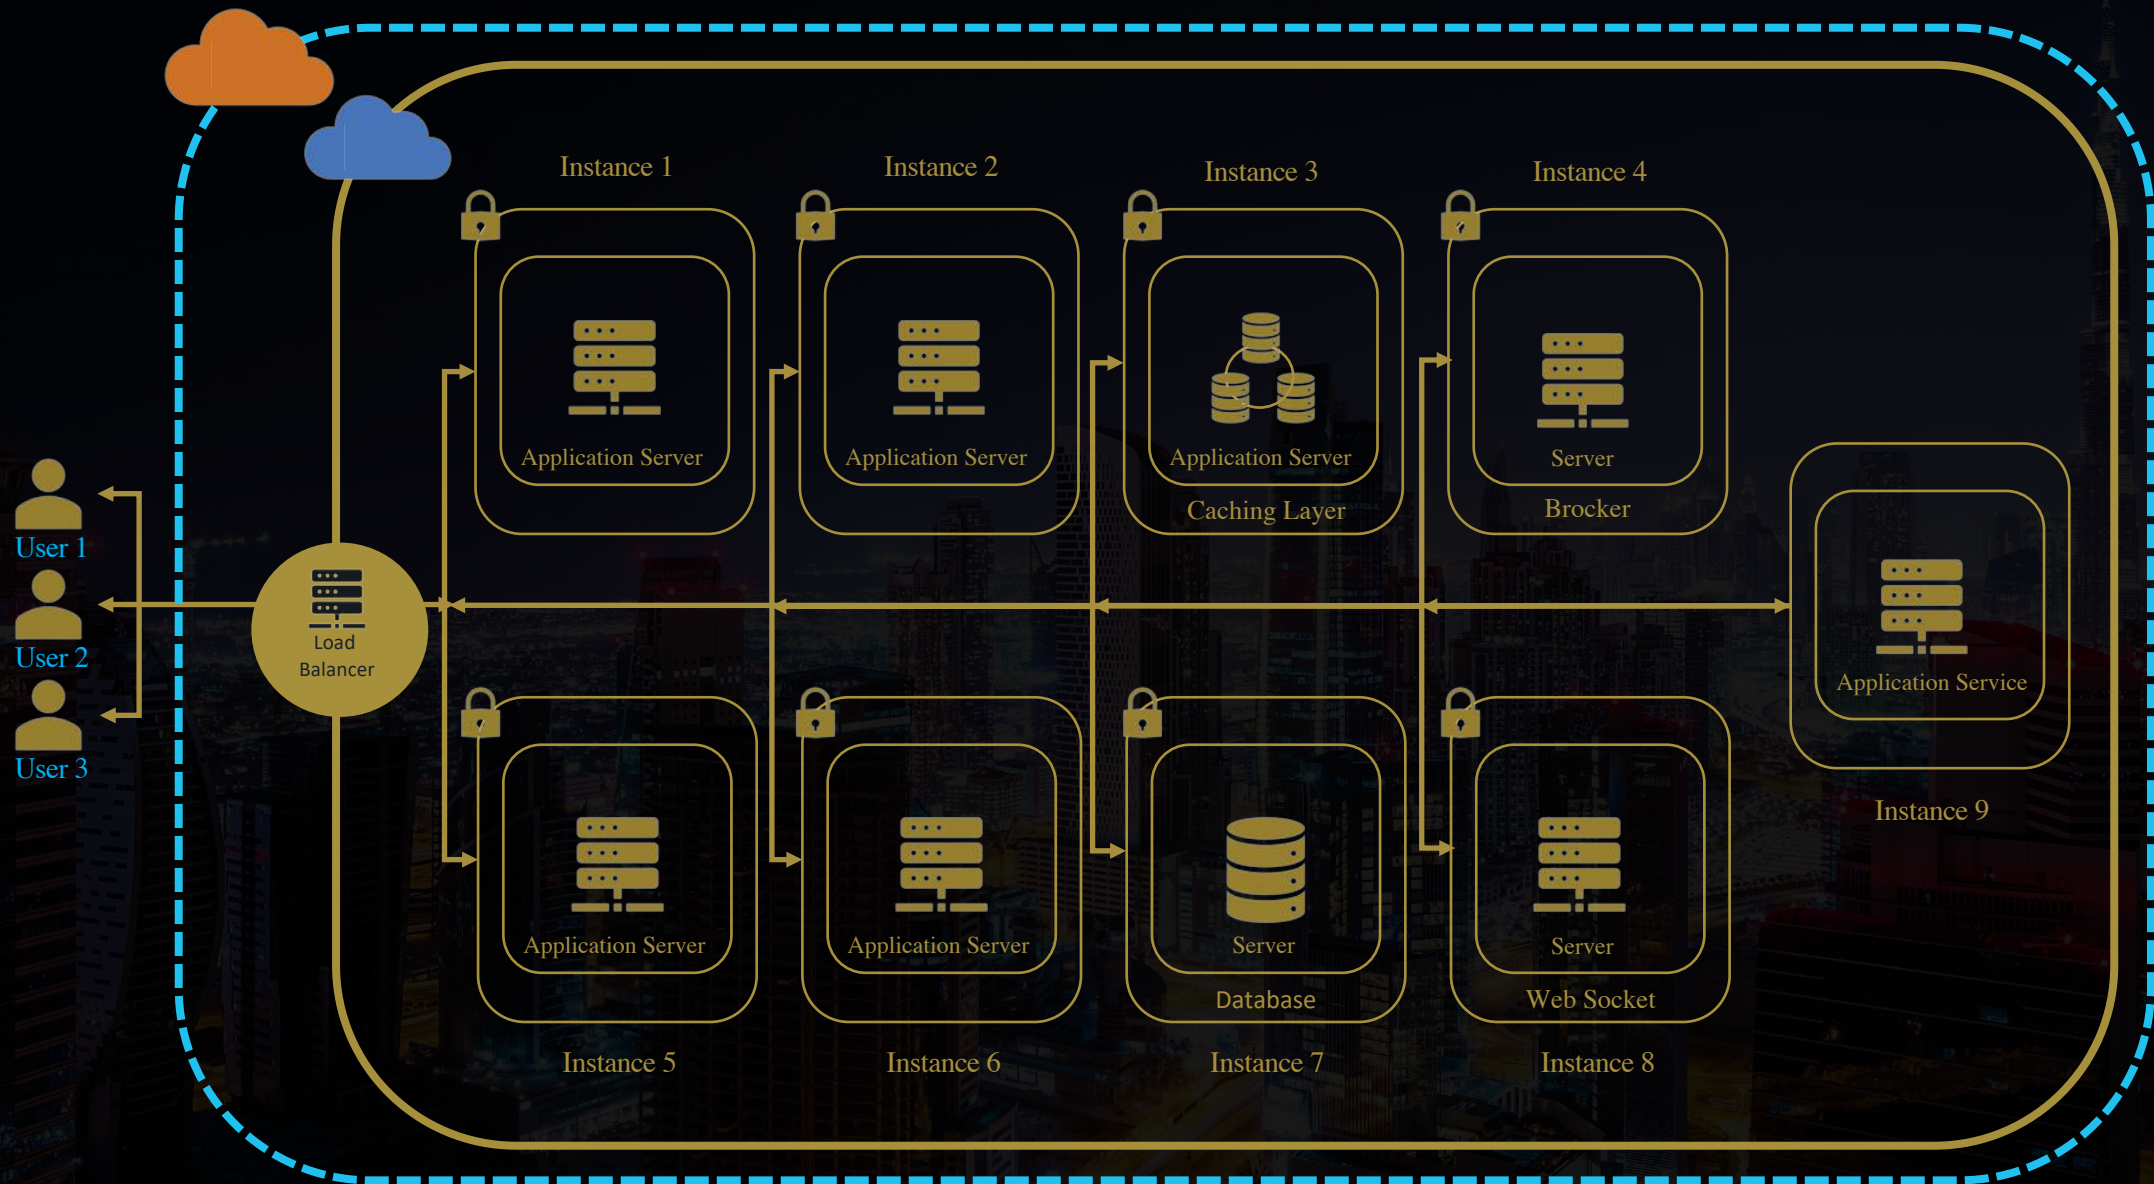 Instance 1
Instance 2
Instance 3
Instance 4
Application Server
Application Server
Application Server
Caching Layer
Server
Brocker
User 1
User 2
User 3
Load
Balancer
Application Service
Instance 9
Application Server
Application Server
Server
Database
Server
Web Socket
Instance 5
Instance 6
Instance 7
Instance 8